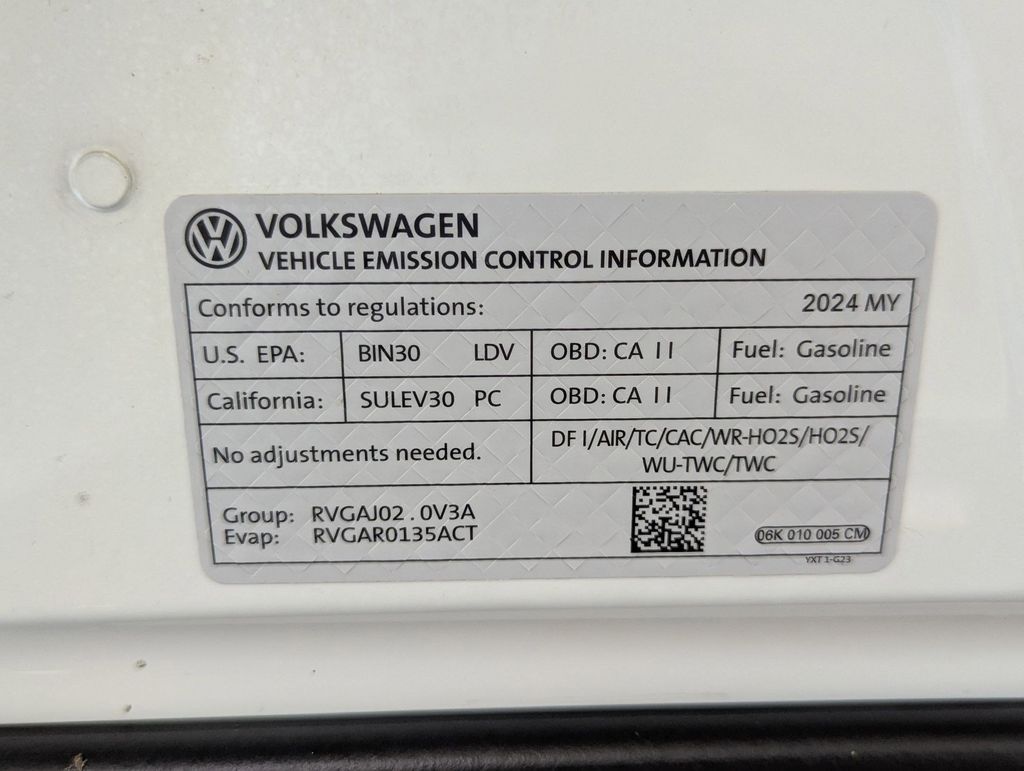 VOLKSWAGEN
VEHICLE EMISSION CONTROL INFORMATION
Conforms to regulations: 2024 MY
U.S. EPA: BIN30 LDV OBD: CA II Fuel: Gasoline
California: SULEV30 PC OBD: CA II Fuel: Gasoline
No adjustments needed.
DF I/AIR/TC/CAC/WR-HO2S/HO2S/
WU-TWC/TWC
Group: RVGAJ02.0V3A
Evap: RVGAR0135ACT
06K 010 005 CM
YXT 1-G23